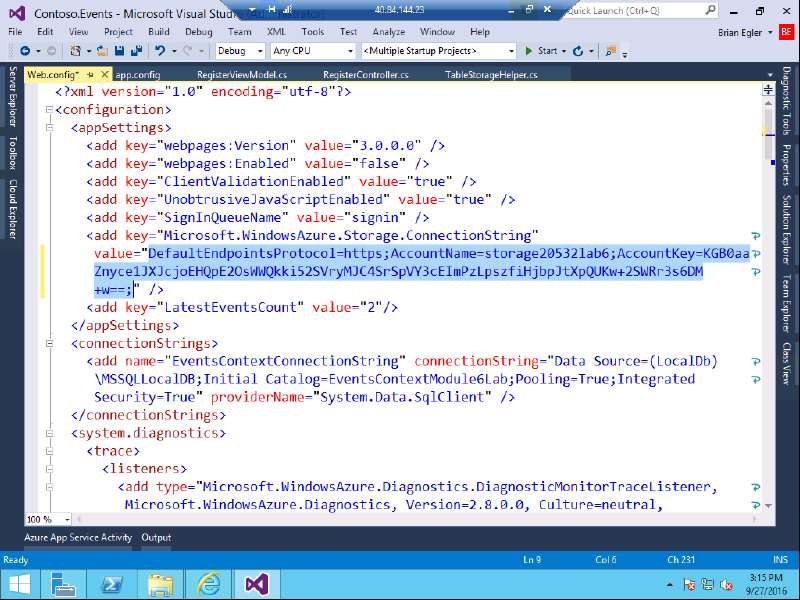 Contoso.Events - Microsoft Visual Stud
40.84.144.23
Quick Launch (Ctrl+Q)
File Edit View Project Build Debug Team XML Tools Test Analyze Window Help
Brian Egler
BE
Debug Any CPU <Multiple Startup Projects> Start
Web.config* app.config RegisterViewModel.cs RegisterController.cs TableStorageHelper.cs
Server Explorer
Toolbox
Cloud Explorer
<?xml version="1.0" encoding="utf-8"?>
<configuration>
<appSettings>
<add key="webpages:Version" value="3.0.0.0" />
<add key="webpages:Enabled" value="false" />
<add key="ClientValidationEnabled" value="true" />
<add key="UnobtrusiveJavaScriptEnabled" value="true" />
<add key="SignInQueueName" value="signin" />
<add key="Microsoft.WindowsAzure.Storage.ConnectionString"
value="DefaultEndpointsProtocol=https;AccountName=storage20532lab6;AccountKey=
+w==;" />
<add key="LatestEventsCount" value="2"/>
</appSettings>
<connectionStrings>
<add name="EventsContextConnectionString" connectionString="Data Source=(LocalDb)
\MSSQLLocalDB;Initial Catalog=EventsContextModule6Lab;Pooling=True;Integrated
Security=True" providerName="System.Data.SqlClient" />
</connectionStrings>
<system.diagnostics>
<trace>
<listeners>
<add type="Microsoft.WindowsAzure.Diagnostics.DiagnosticMonitorTraceListener,
Microsoft.WindowsAzure.Diagnostics, Version=2.8.0.0, Culture=neutral,
Diagnostic Tools
Properties
Solution Explorer
Team Explorer
Class View
100 %
Azure App Service Activity Output
Ready Ln 9 Col 6 Ch 231 INS
3:15 PM
9/27/2016